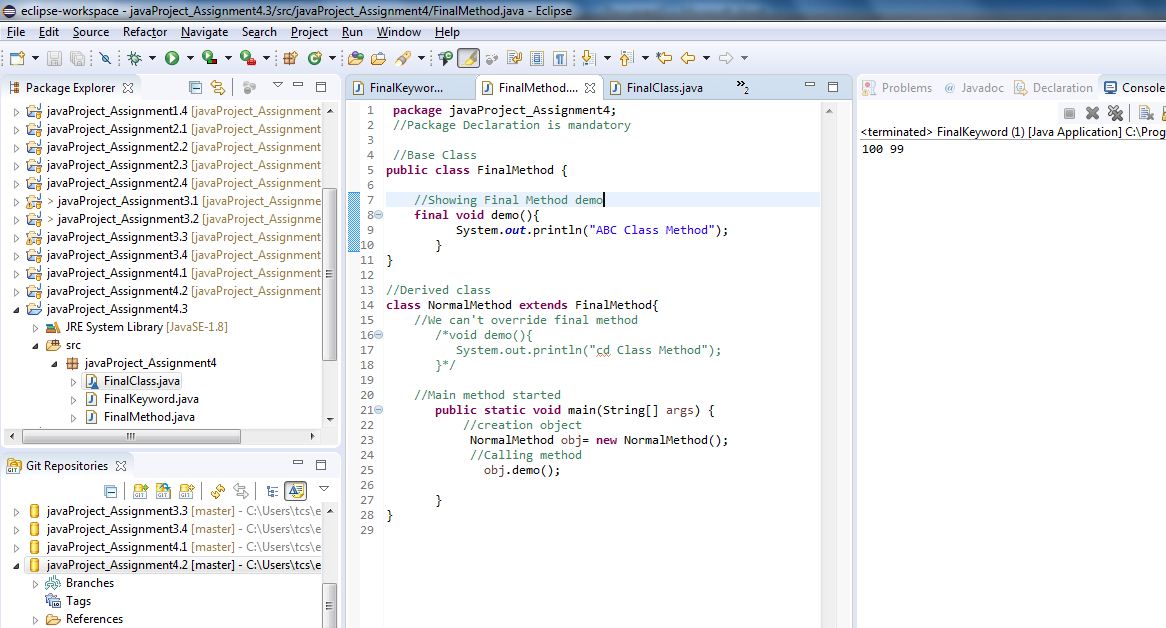 eclipse-workspace - javaProject_Assignment4.3/src/javaProject_Assignment4/FinalMethod.java - Eclipse
File Edit Source Refactor Navigate Search Project Run Window Help
Package Explorer
javaProject_Assignment1.4 [javaProject_Assignment
javaProject_Assignment2.1 [javaProject_Assignment
javaProject_Assignment2.2 [javaProject_Assignment
javaProject_Assignment2.3 [javaProject_Assignment
javaProject_Assignment2.4 [javaProject_Assignment
> javaProject_Assignment3.1 [javaProject_Assignme
> javaProject_Assignment3.2 [javaProject_Assignme
javaProject_Assignment3.3 [javaProject_Assignment
javaProject_Assignment3.4 [javaProject_Assignment
javaProject_Assignment4.1 [javaProject_Assignment
javaProject_Assignment4.2 [javaProject_Assignment
javaProject_Assignment4.3
JRE System Library [JavaSE-1.8]
src
javaProject_Assignment4
FinalClass.java
FinalKeyword.java
FinalMethod.java
Git Repositories
javaProject_Assignment3.3 [master] - C:\Users\tcs\e
javaProject_Assignment3.4 [master] - C:\Users\tcs\e
javaProject_Assignment4.1 [master] - C:\Users\tcs\e
javaProject_Assignment4.2 [master] - C:\Users\tcs\e
Branches
Tags
References
FinalKeywor... FinalMethod.... FinalClass.java »2
1 package javaProject_Assignment4;
2 //Package Declaration is mandatory
3
4 //Base Class
5 public class FinalMethod {
6
7 //Showing Final Method demo
8 final void demo(){
9 System.out.println("ABC Class Method");
10 }
11 }
12
13 //Derived class
14 class NormalMethod extends FinalMethod{
15 //We can't override final method
16 /*void demo(){
17 System.out.println("cd Class Method");
18 }*/
19
20 //Main method started
21 public static void main(String[] args) {
22 //creation object
23 NormalMethod obj= new NormalMethod();
24 //Calling method
25 obj.demo();
26
27 }
28 }
29
Problems @ Javadoc Declaration Console
<terminated> FinalKeyword (1) [Java Application] C:\Prog
100 99